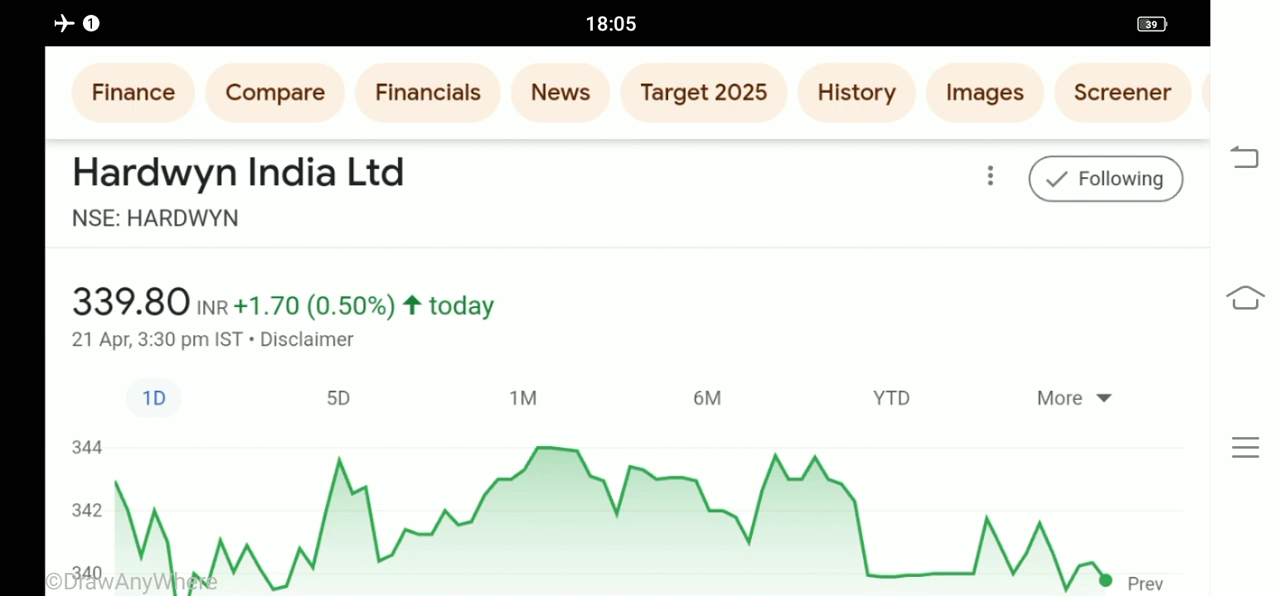 1 18:05 39
Finance Compare Financials News Target 2025 History Images Screener
Hardwyn India Ltd
Following
NSE: HARDWYN
339.80 INR +1.70 (0.50%) today
21 Apr, 3:30 pm IST • Disclaimer
1D 5D 1M 6M YTD More
344
342
340
©DrawAnyWhere
Prev